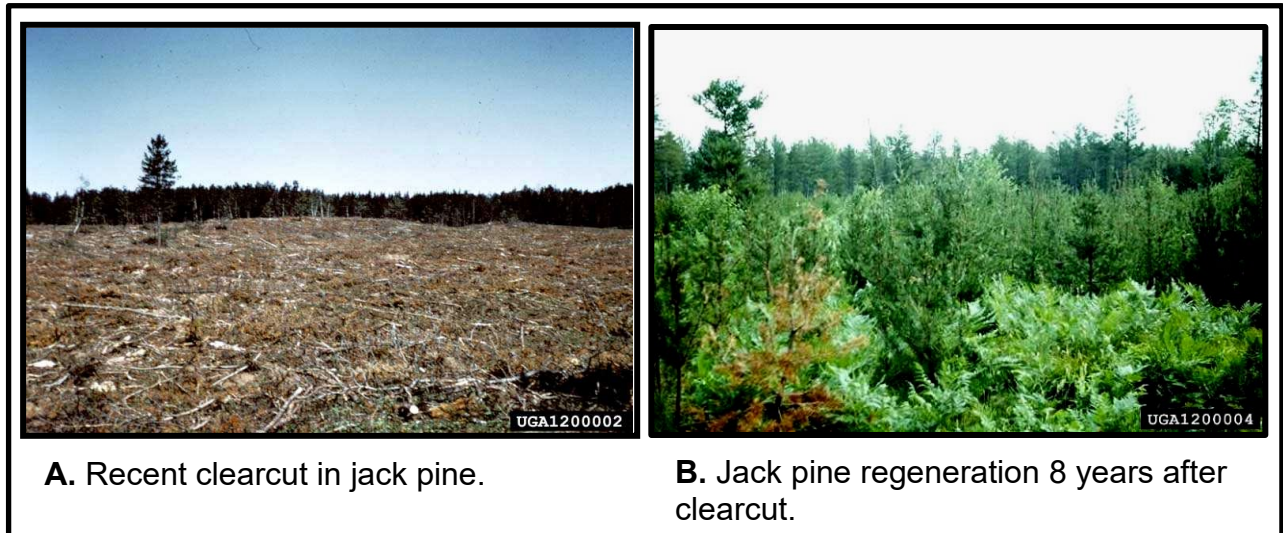 UGA1200002
UGA1200004
A. Recent clearcut in jack pine.
B. Jack pine regeneration 8 years after
clearcut.